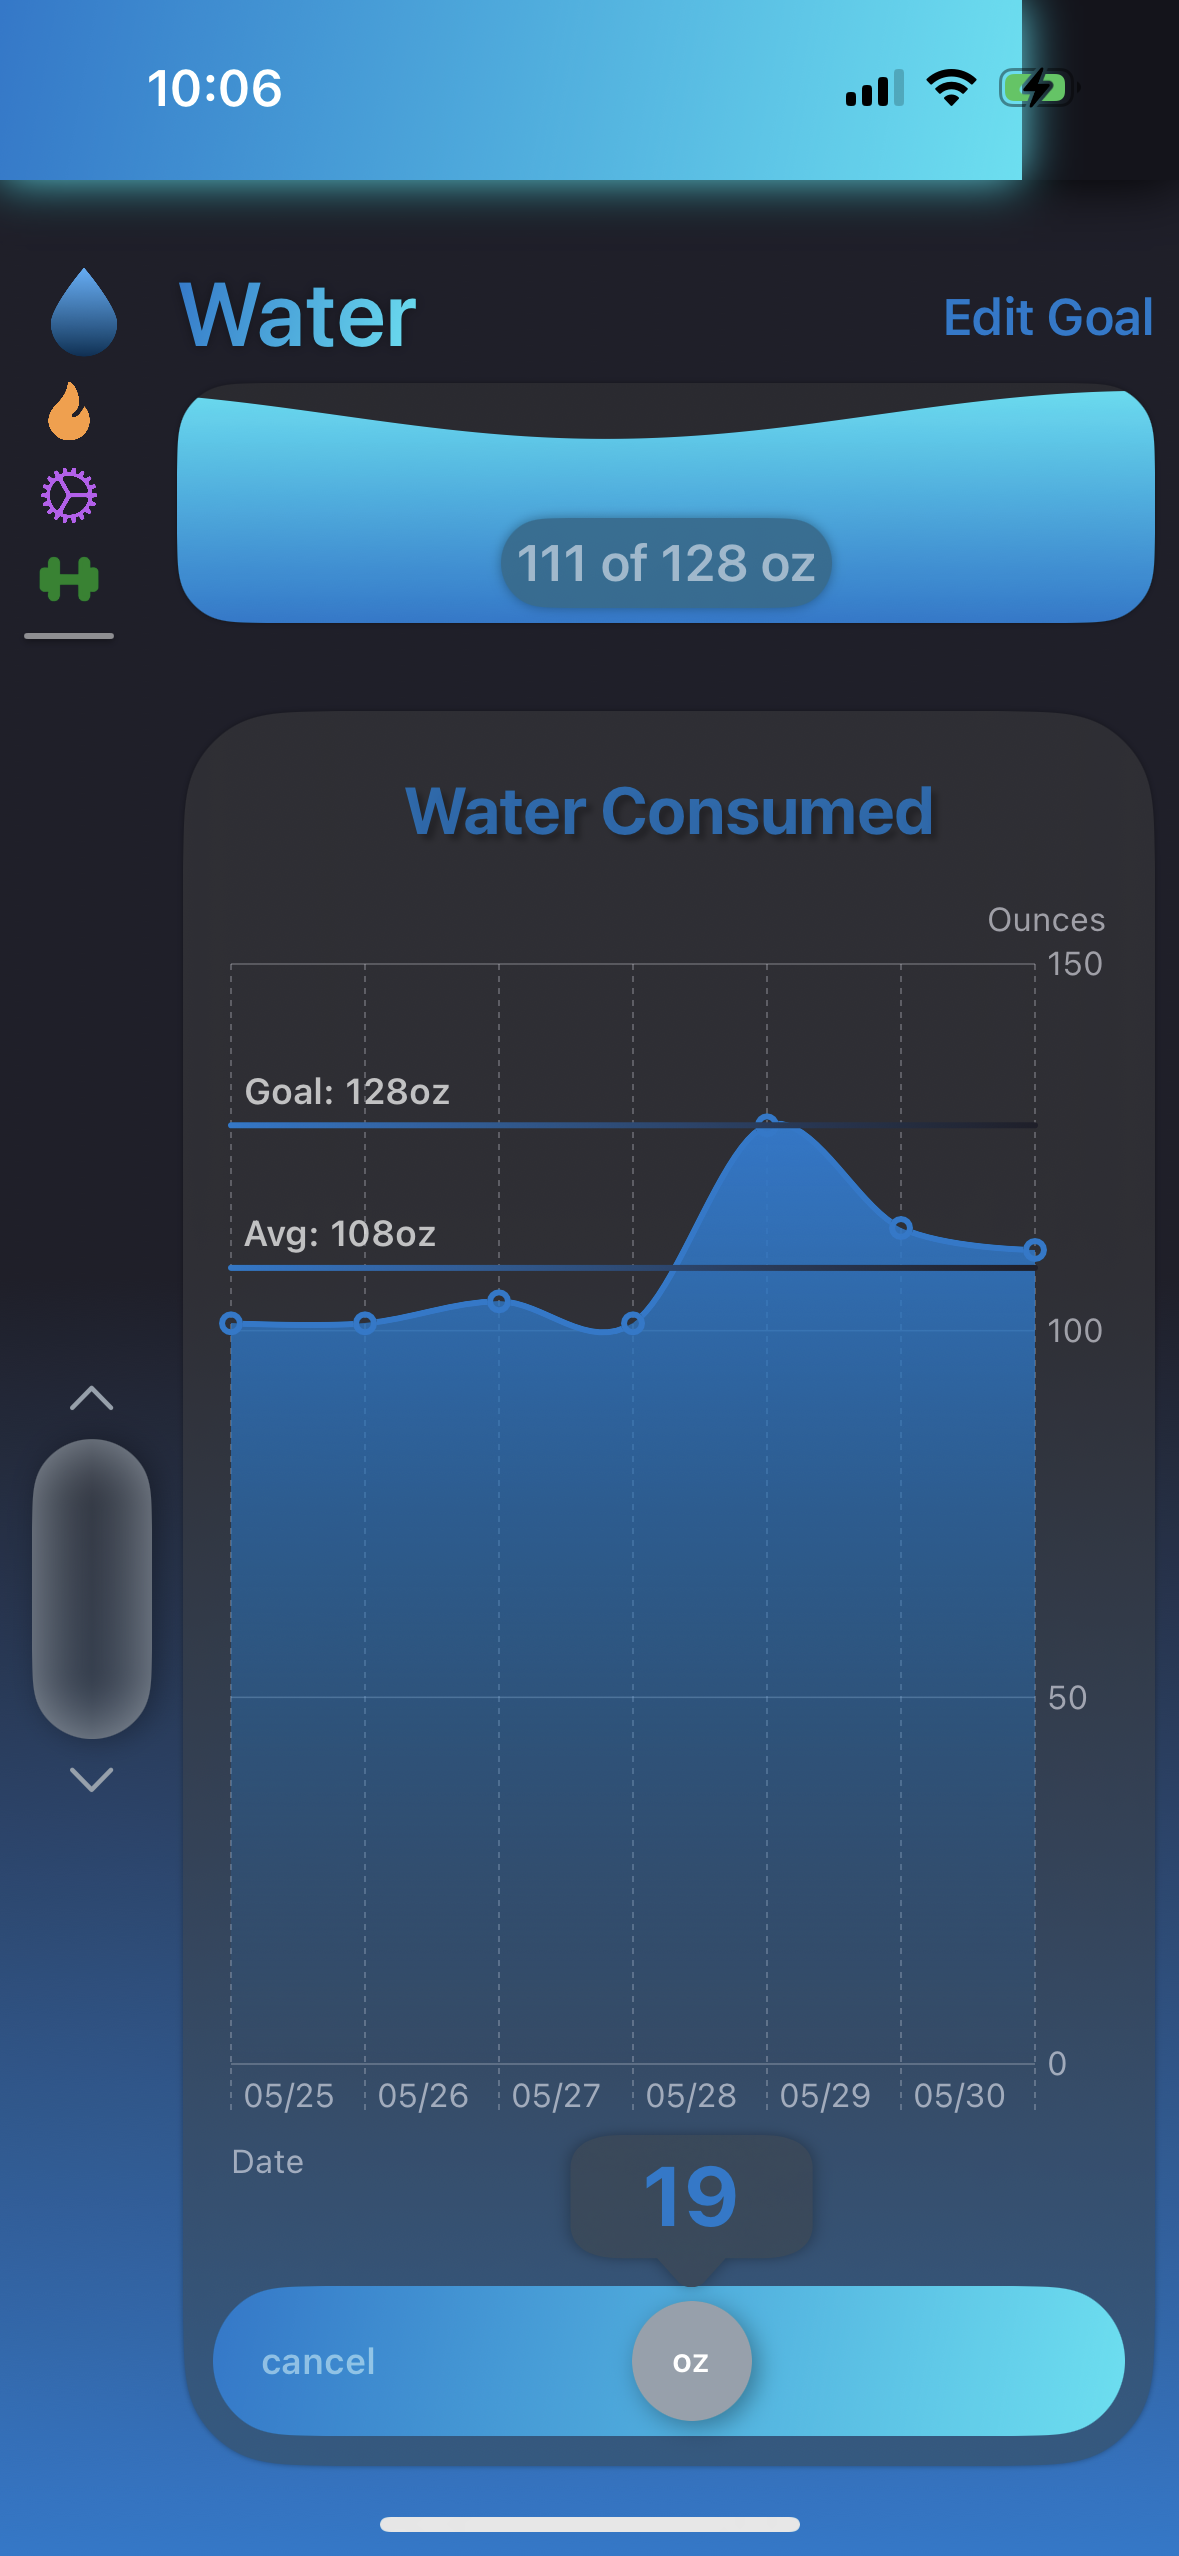 10:06
Water
Edit Goal
111 of 128 oz
Water Consumed
Ounces
150
Goal: 128oz
Avg: 108oz
100
50
0
05/25 05/26 05/27 05/28 05/29 05/30
Date
19
cancel
oz